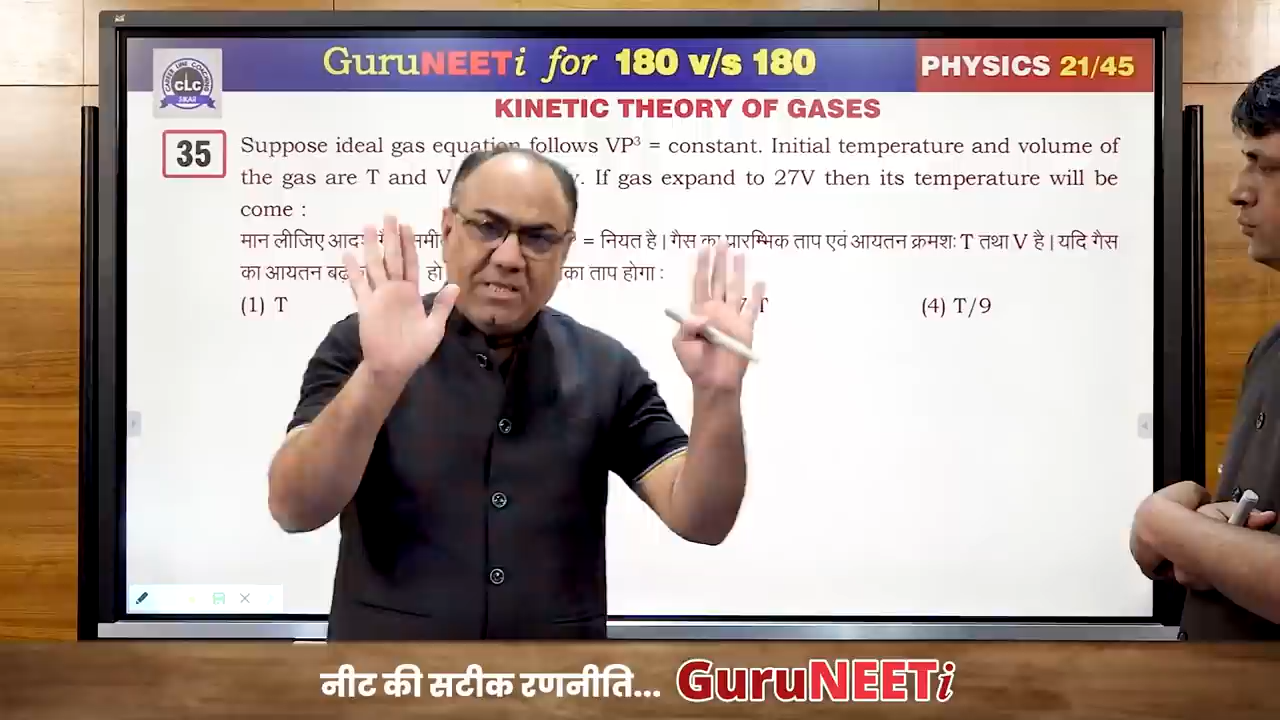 GuruNEETi for 180 v/s 180
PHYSICS 21/45
CLC
SIKAR
KINETIC THEORY OF GASES
35
Suppose ideal gas equation follows VP³ = constant. Initial temperature and volume of
the gas are T and V . If gas expand to 27V then its temperature will be
come :
मान लीजिए = नियत है। गैस का प्रारम्भिक ताप एवं आयतन क्रमशः T तथा V है। यदि गैस
का आयतन हो का ताप होगा :
(1) T T (4) T/9
नीट की सटीक रणनीति... GuruNEETi